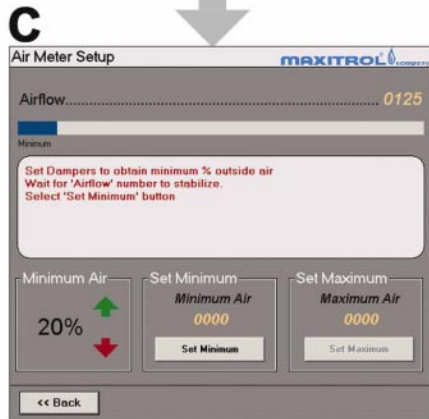 C
Air Meter Setup
MAXITROL company
Airflow........................................................................ 0125
Minimum
Set Dampers to obtain minimum % outside air
Wait for 'Airflow' number to stabilize.
Select 'Set Minimum' button
Minimum Air
20%
Set Minimum
Minimum Air
0000
Set Minimum
Set Maximum
Maximum Air
0000
Set Maximum
<< Back